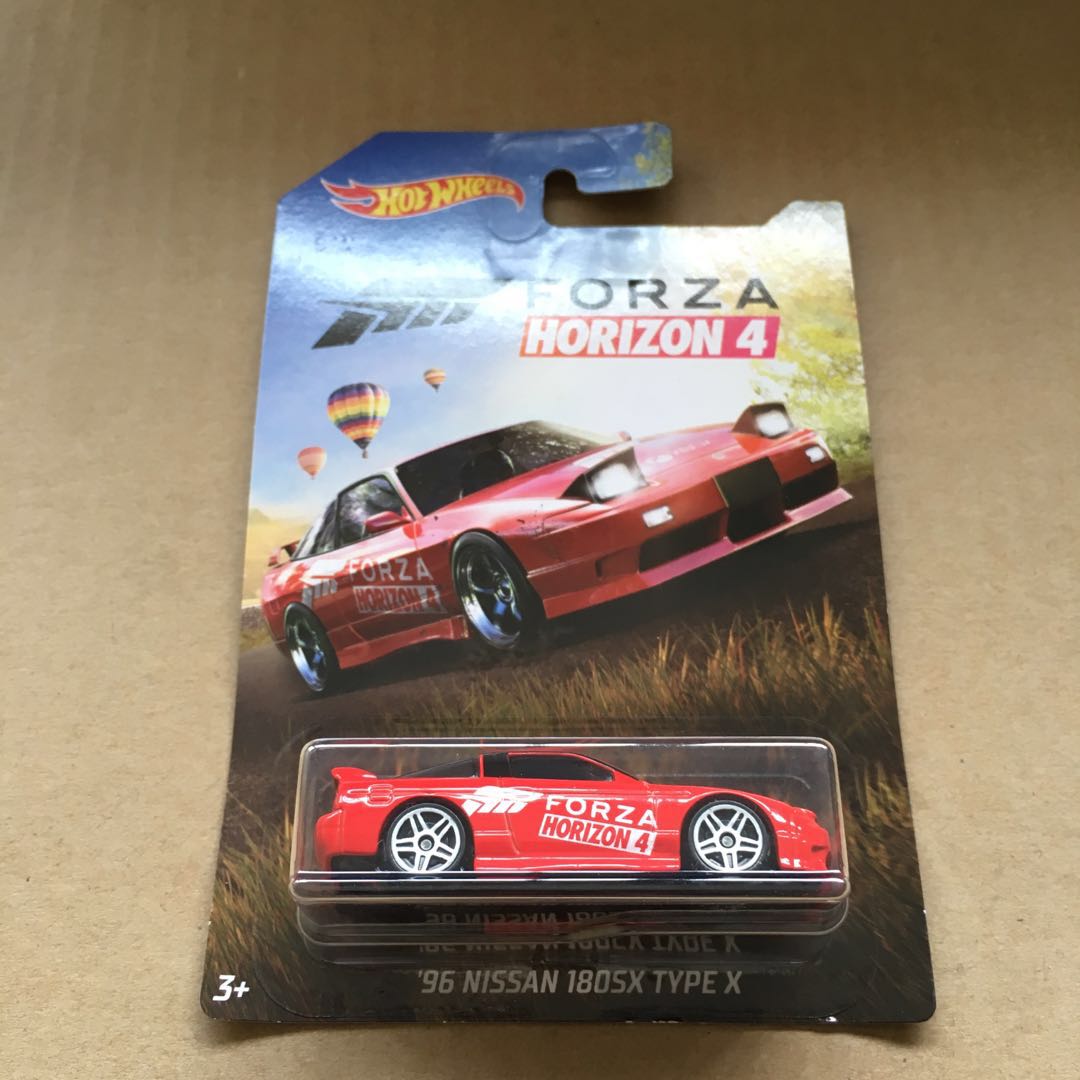 HOT WHEELS
FORZA
HORIZON 4
FORZA
HORIZON 4
FORZA
HORIZON 4
'96 NISSAN 180SX TYPE X
3+